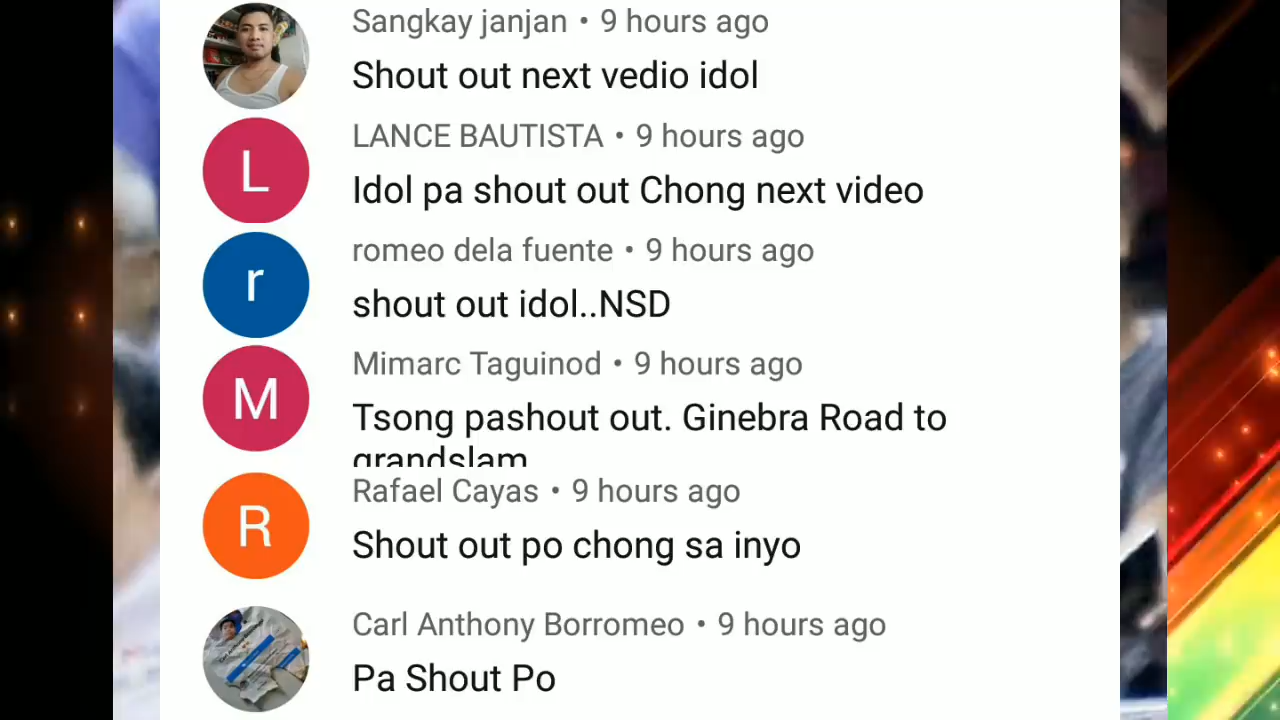 Sangkay janjan • 9 hours ago
Shout out next vedio idol
L
LANCE BAUTISTA • 9 hours ago
Idol pa shout out Chong next video
r
romeo dela fuente • 9 hours ago
shout out idol..NSD
M
Mimarc Taguinod • 9 hours ago
Tsong pashout out. Ginebra Road to
grandslam
R
Rafael Cayas • 9 hours ago
Shout out po chong sa inyo
Carl Anthony Borromeo • 9 hours ago
Pa Shout Po